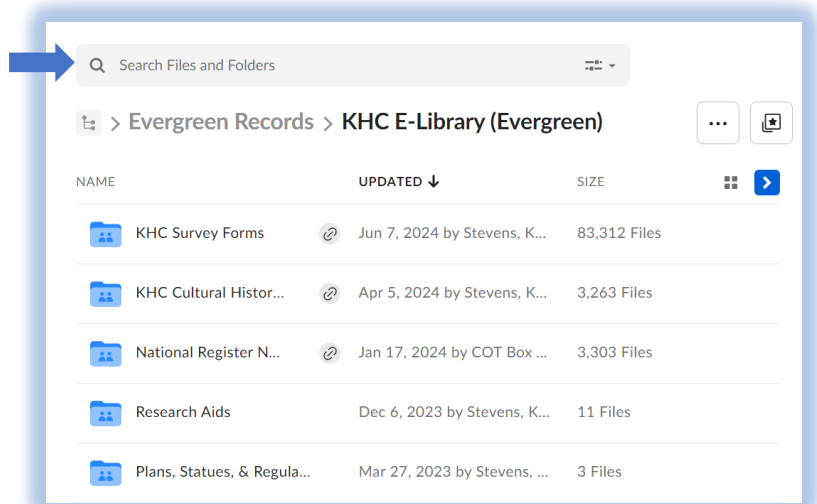 Search Files and Folders
Evergreen Records > KHC E-Library (Evergreen)
NAME UPDATED ↓ SIZE
KHC Survey Forms Jun 7, 2024 by Stevens, K... 83,312 Files
KHC Cultural Histor... Apr 5, 2024 by Stevens, K... 3,263 Files
National Register N... Jan 17, 2024 by COT Box ... 3,303 Files
Research Aids Dec 6, 2023 by Stevens, K... 11 Files
Plans, Statues, & Regula... Mar 27, 2023 by Stevens, ... 3 Files